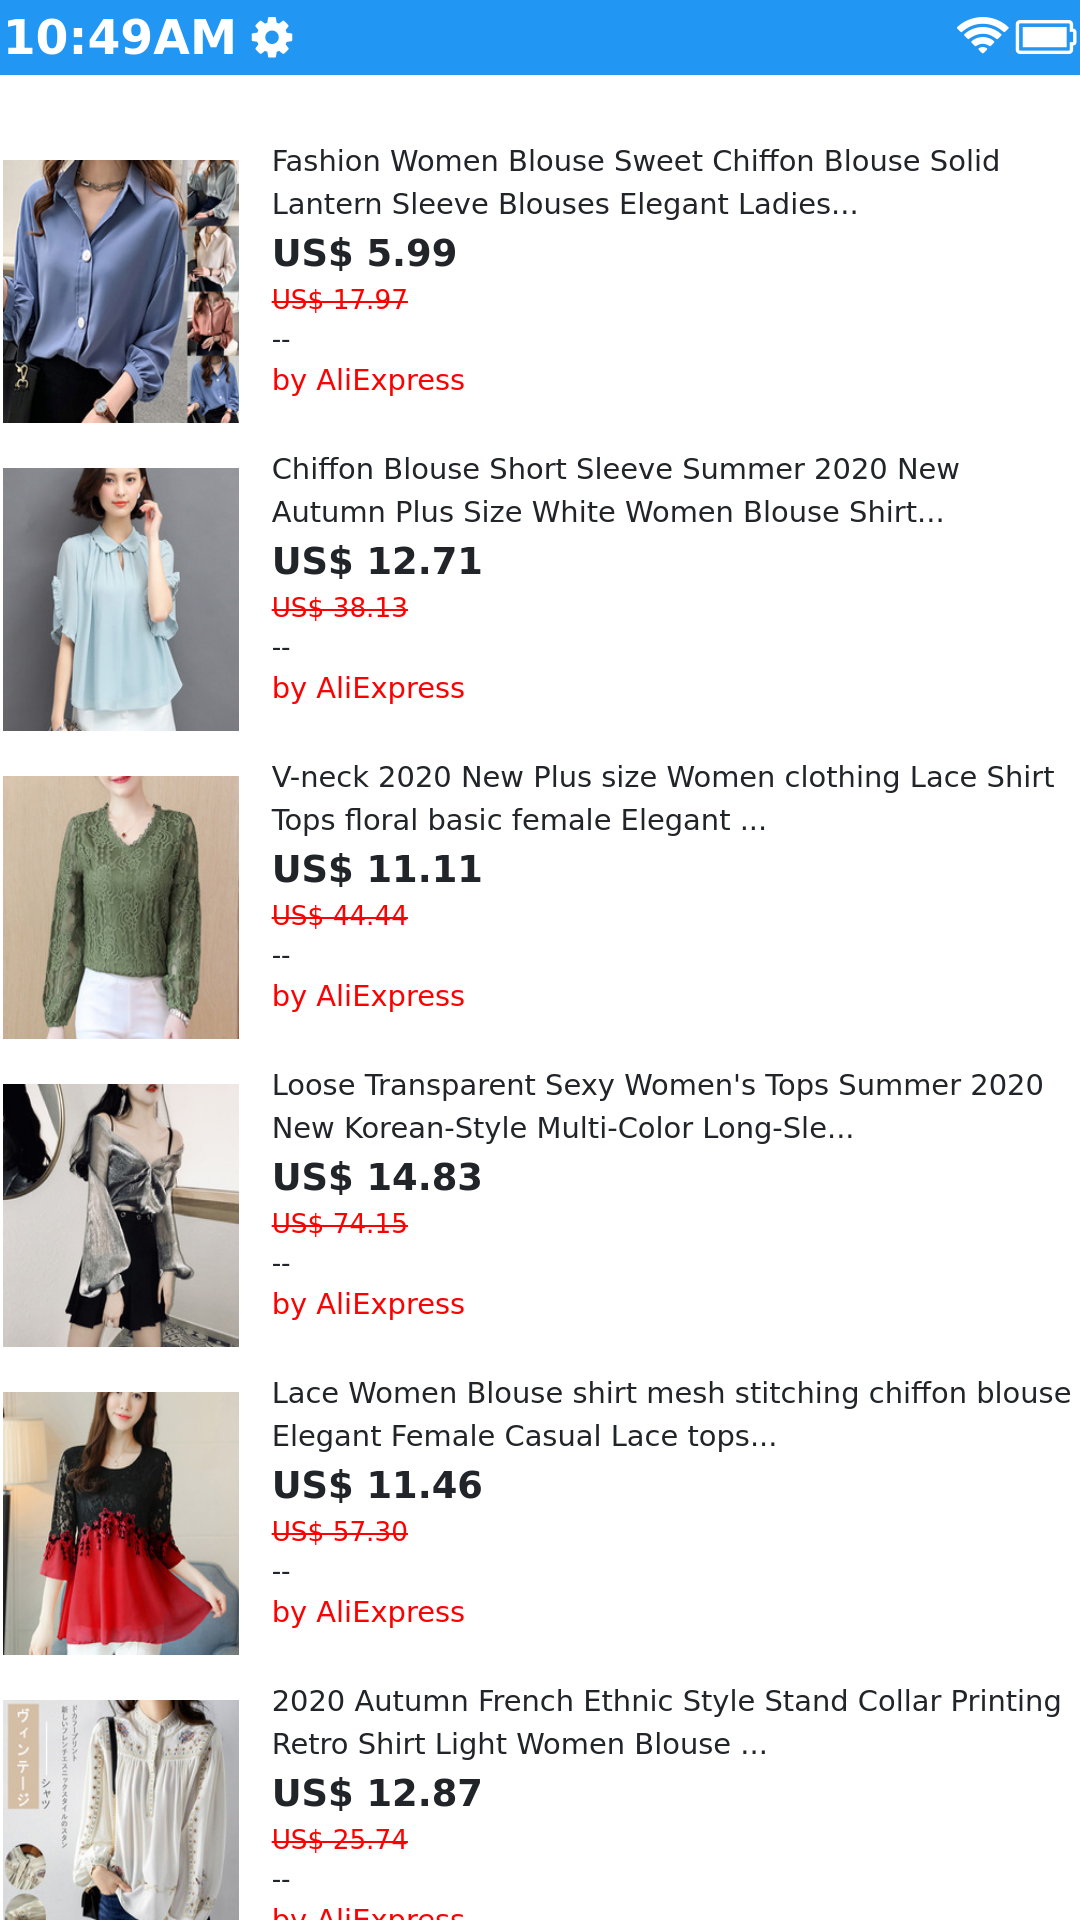 10:49AM
Fashion Women Blouse Sweet Chiffon Blouse Solid
Lantern Sleeve Blouses Elegant Ladies...
US$ 5.99
US$ 17.97
--
by AliExpress
Chiffon Blouse Short Sleeve Summer 2020 New
Autumn Plus Size White Women Blouse Shirt...
US$ 12.71
US$ 38.13
--
by AliExpress
V-neck 2020 New Plus size Women clothing Lace Shirt
Tops floral basic female Elegant ...
US$ 11.11
US$ 44.44
--
by AliExpress
Loose Transparent Sexy Women's Tops Summer 2020
New Korean-Style Multi-Color Long-Sle...
US$ 14.83
US$ 74.15
--
by AliExpress
Lace Women Blouse shirt mesh stitching chiffon blouse
Elegant Female Casual Lace tops...
US$ 11.46
US$ 57.30
--
by AliExpress
ヴィンテージ
シャツ
2020 Autumn French Ethnic Style Stand Collar Printing
Retro Shirt Light Women Blouse ...
US$ 12.87
US$ 25.74
--
by AliExpress